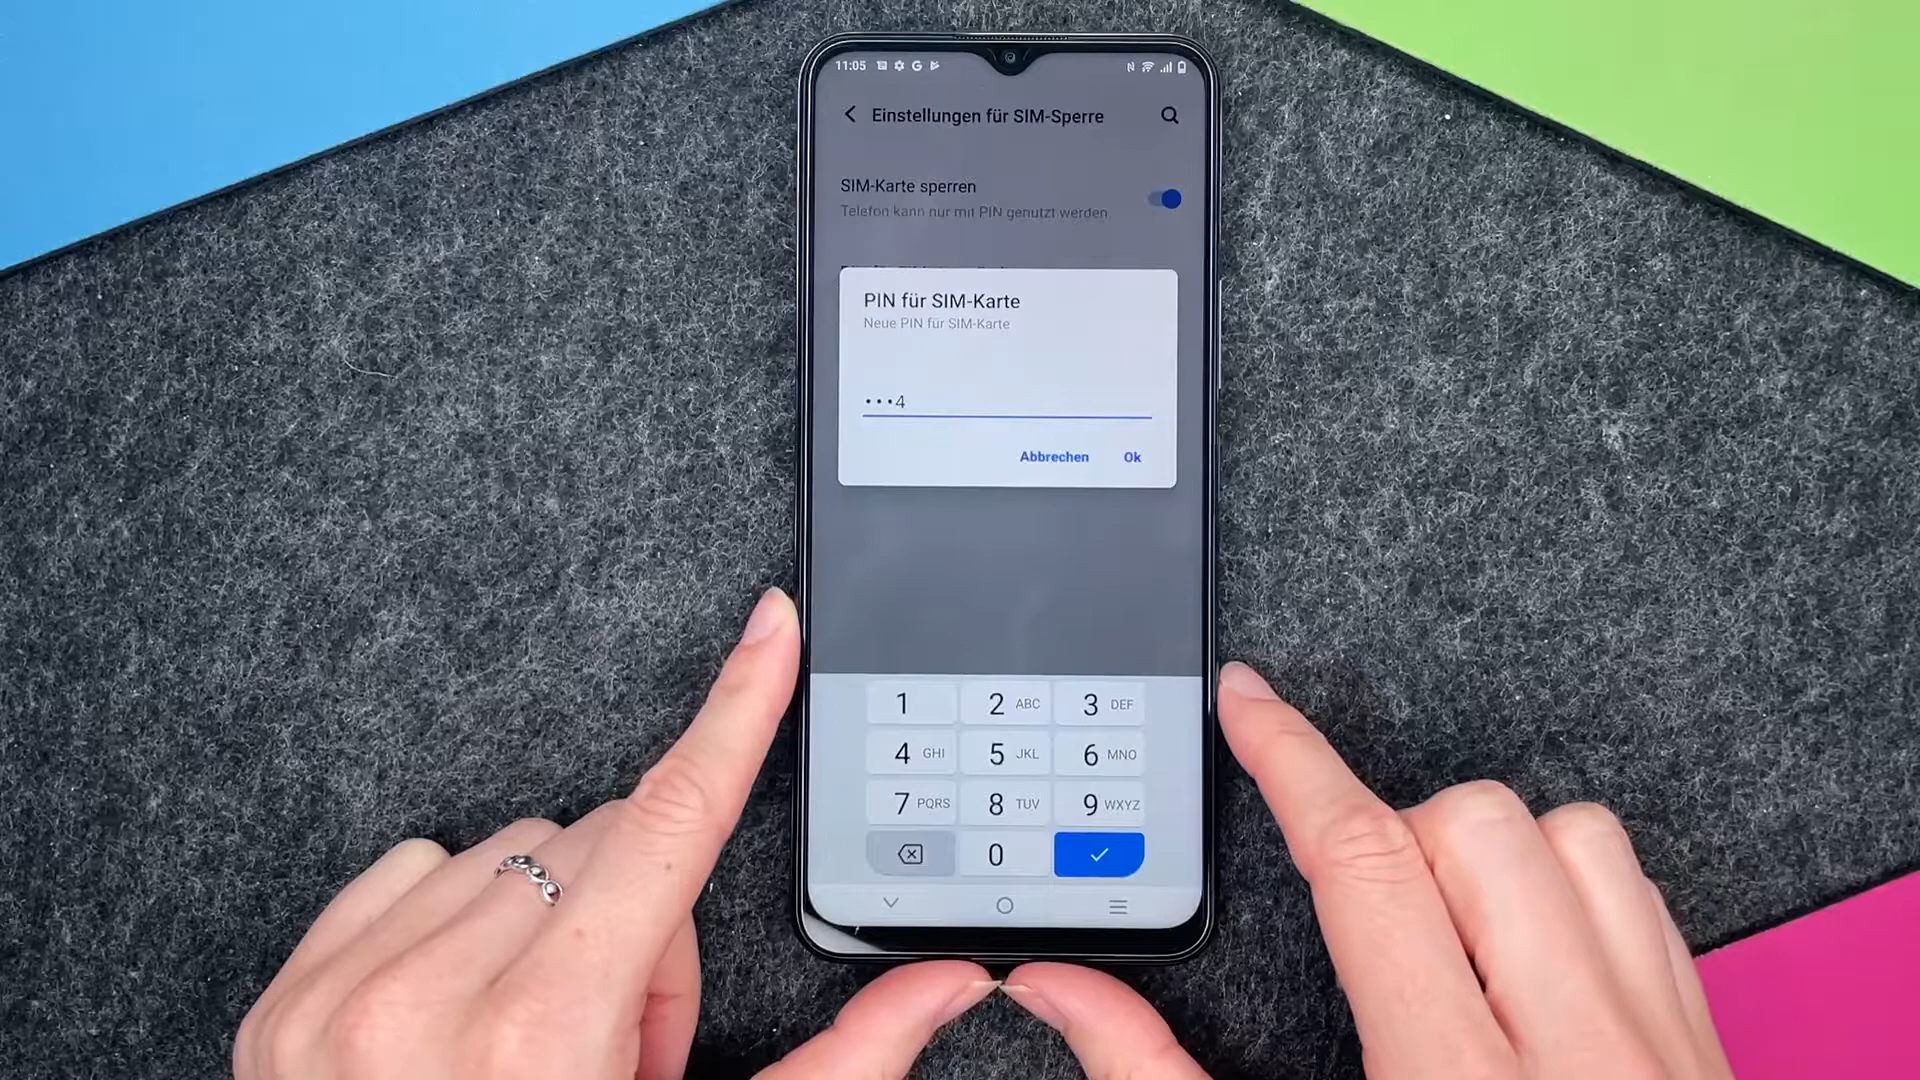 11:05
Einstellungen für SIM-Sperre
SIM-Karte sperren
Telefon kann nur mit PIN genutzt werden
PIN für SIM-Karte
Neue PIN für SIM-Karte
•••4
Abbrechen Ok
1 2 ABC 3 DEF
4 GHI 5 JKL 6 MNO
7 PQRS 8 TUV 9 WXYZ
0